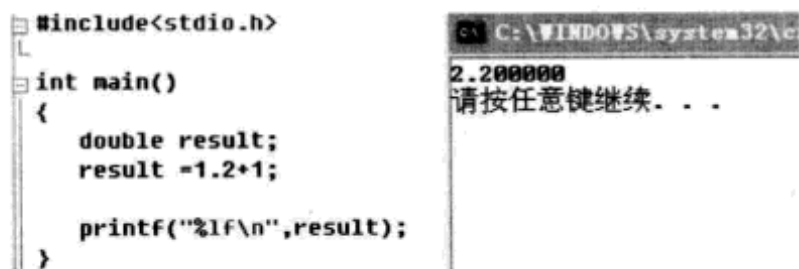 #include<stdio.h>
int main()
{
double result;
result =1.2+1;
printf("%lf\n",result);
}
C:\WINDOWS\system32\c
2.200000
请按任意键继续. . .